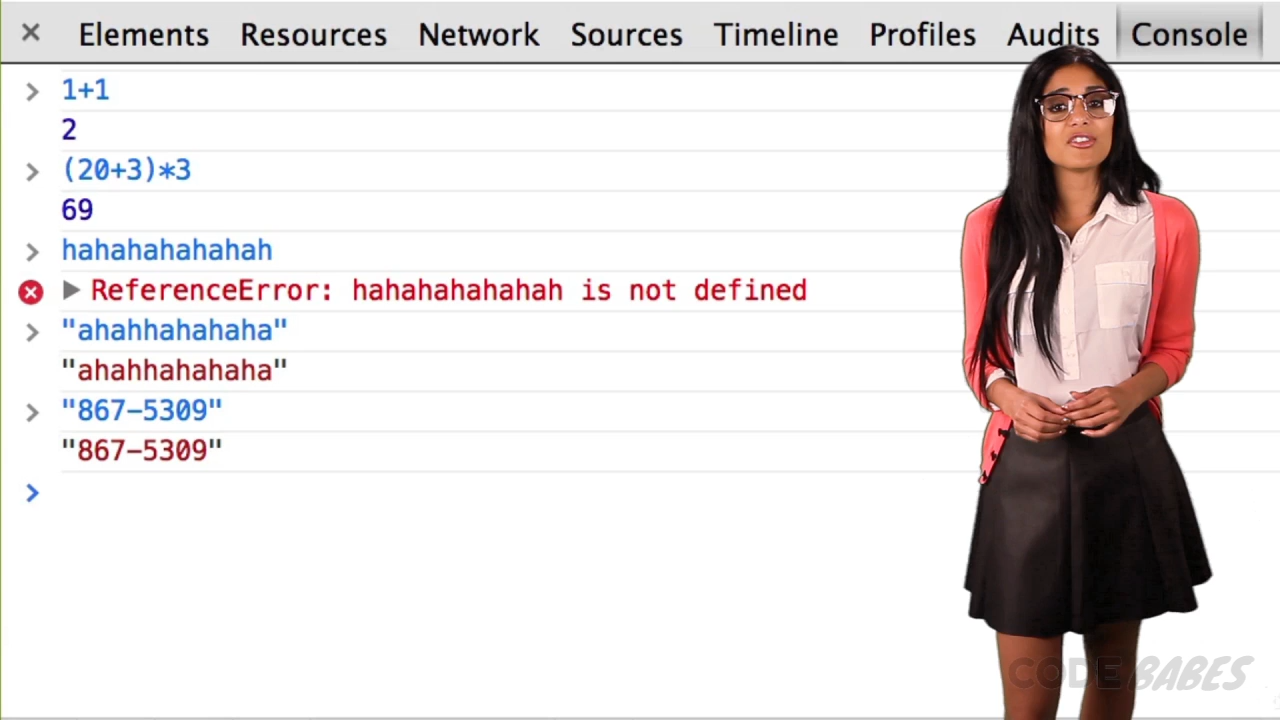 × Elements Resources Network Sources Timeline Profiles Audits Console
> 1+1
2
> (20+3)*3
69
> hahahahahahah
▶ ReferenceError: hahahahahahah is not defined
> "ahahhahahaha"
"ahahhahahaha"
> "867-5309"
"867-5309"
>
CODE BABES